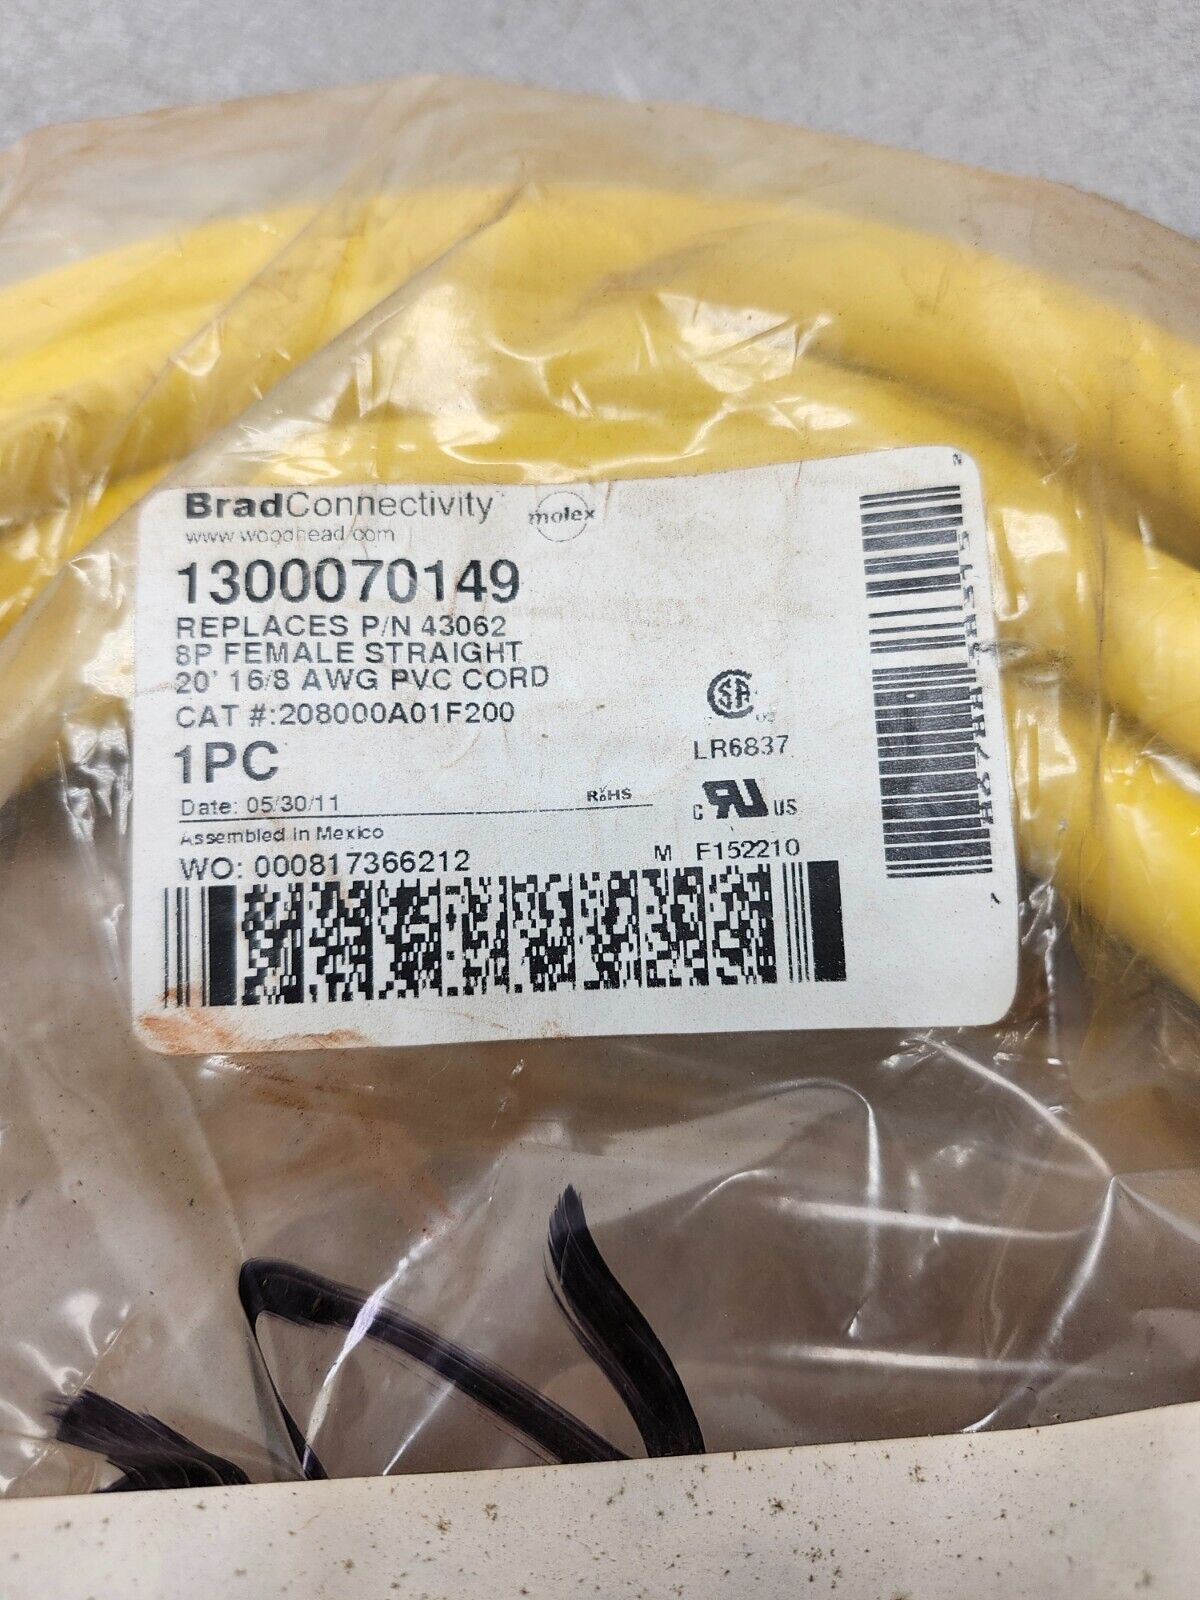 BradConnectivity
molex
www.woodhead.com
1300070149
REPLACES P/N 43062
8P FEMALE STRAIGHT
20' 16/8 AWG PVC CORD
CAT #:208000A01F200
1PC
LR6837
Date: 05/30/11
RoHS
C US
Assembled in Mexico
WO: 000817366212
M E152210